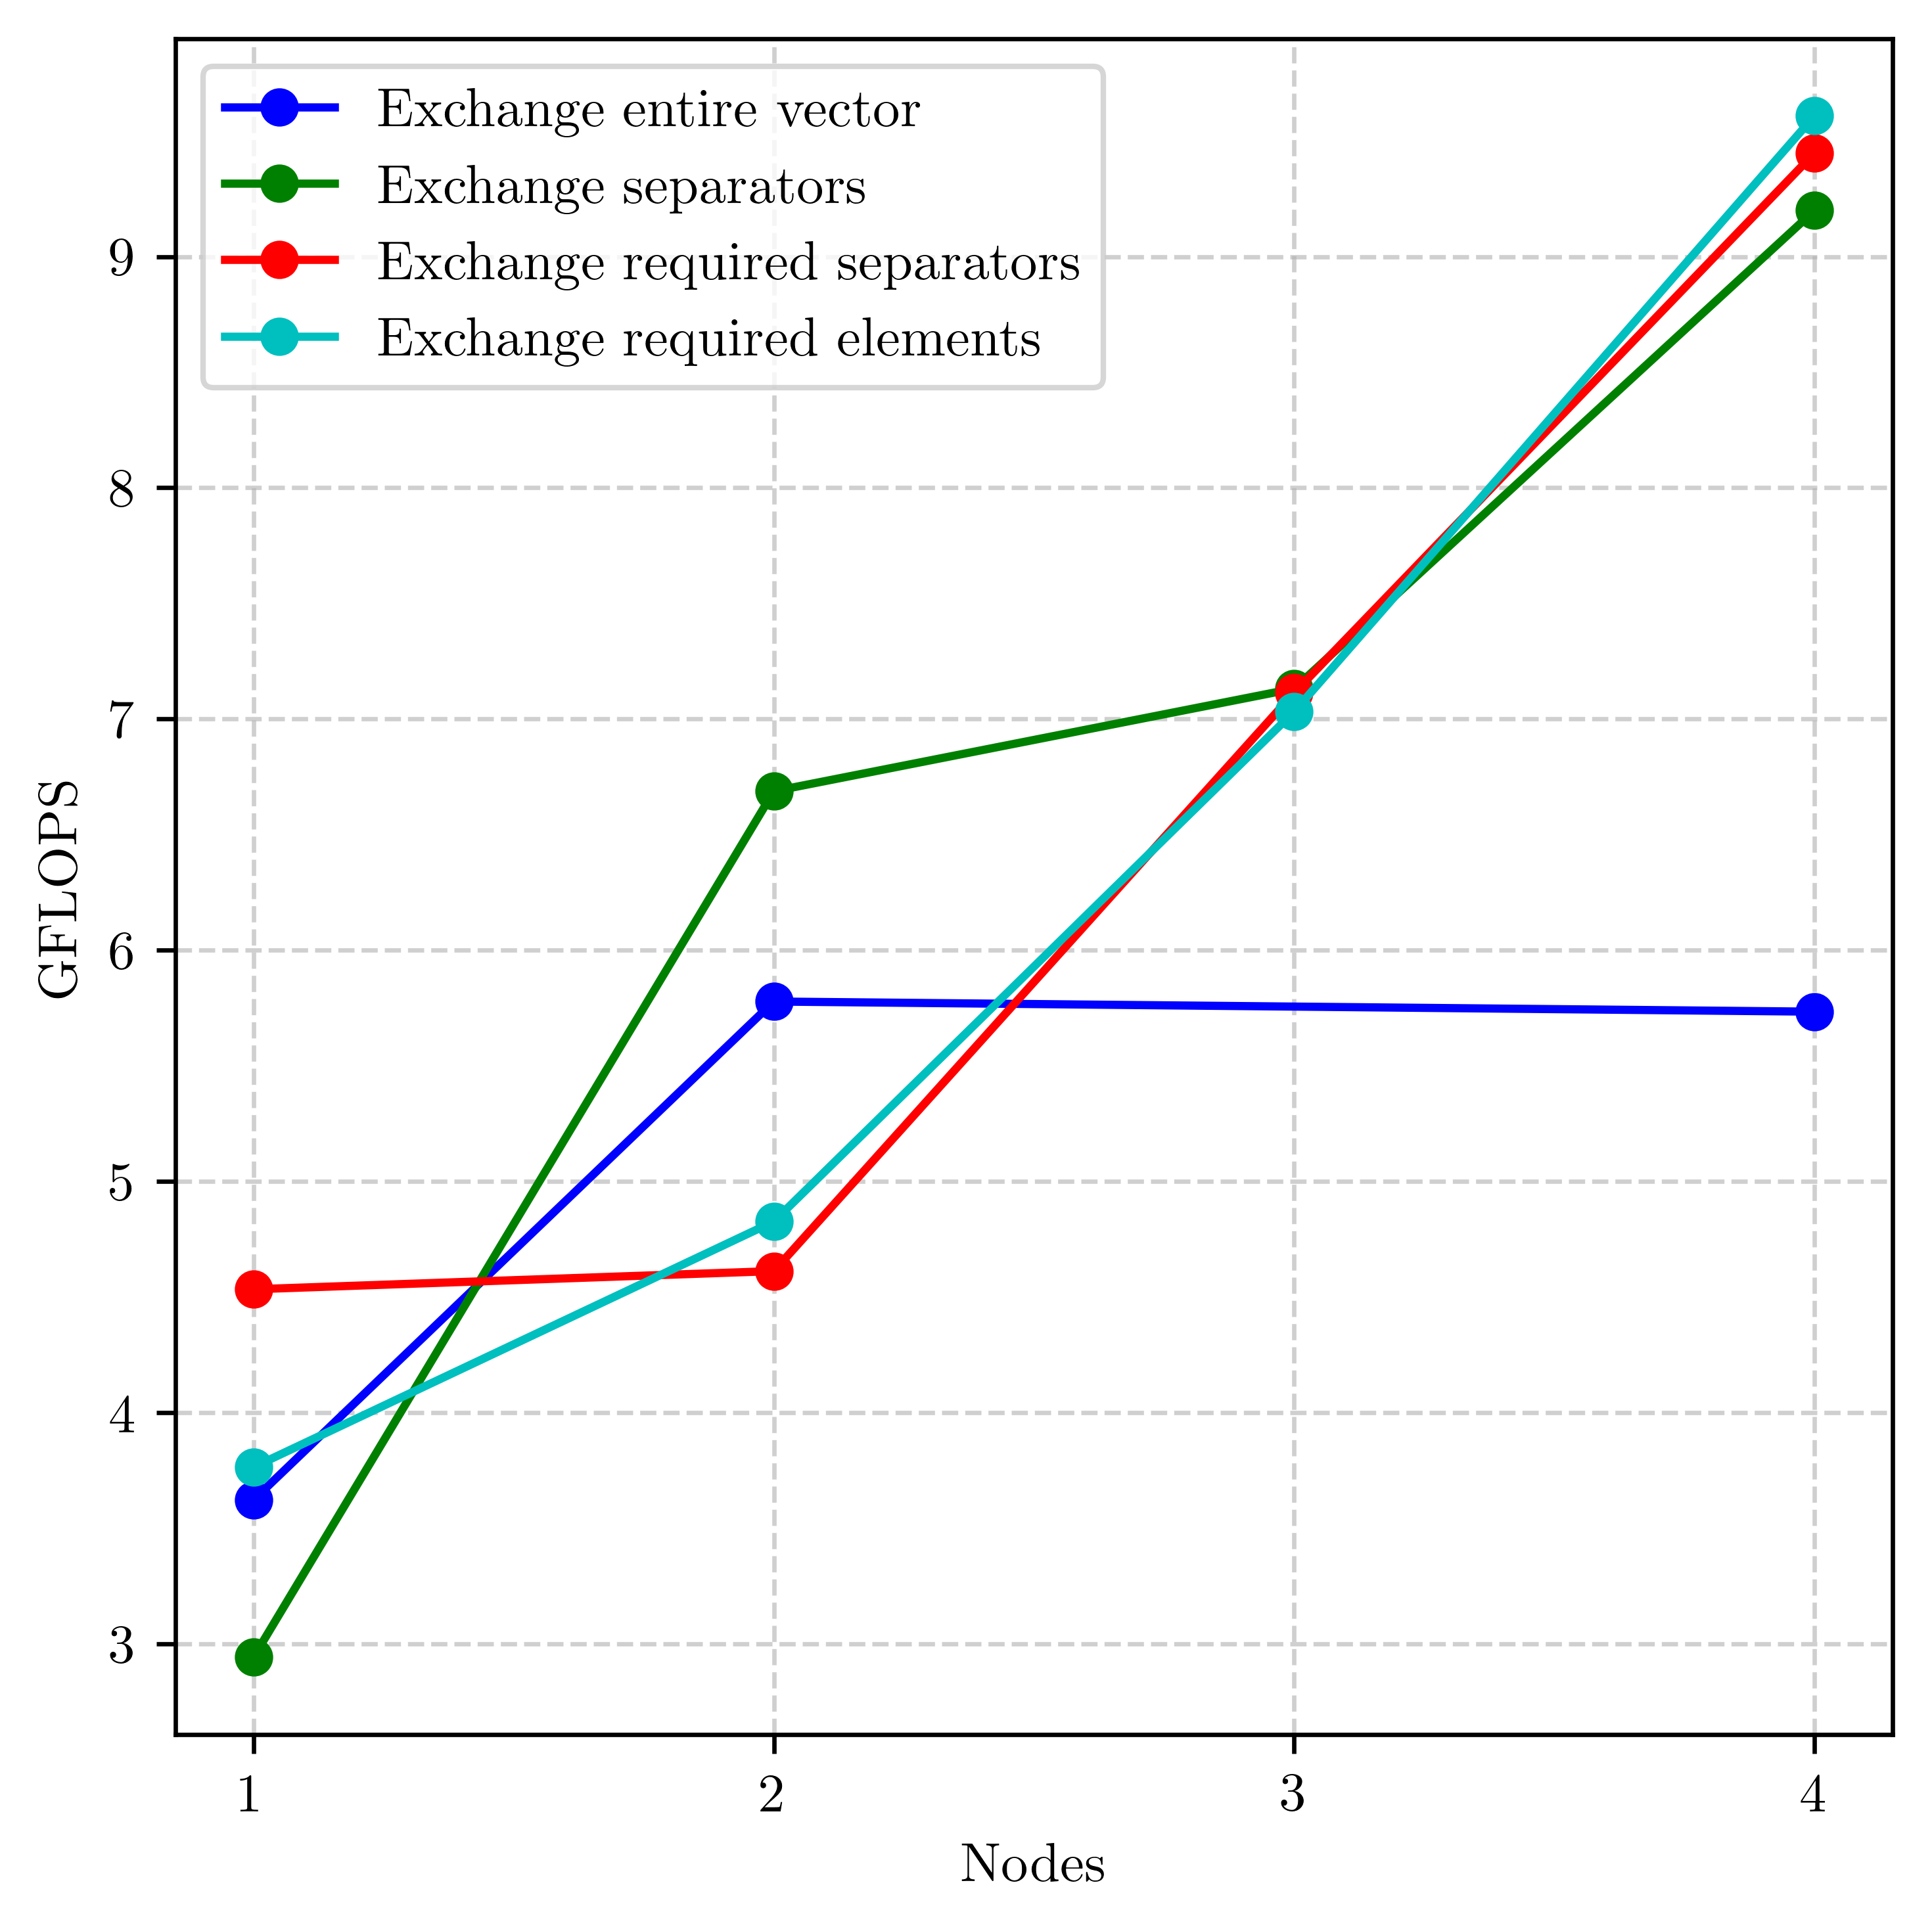 Exchange entire vector
Exchange separators
Exchange required separators
Exchange required elements
9
8
7
6
5
4
3
GFLOPS
1 2 3 4
Nodes